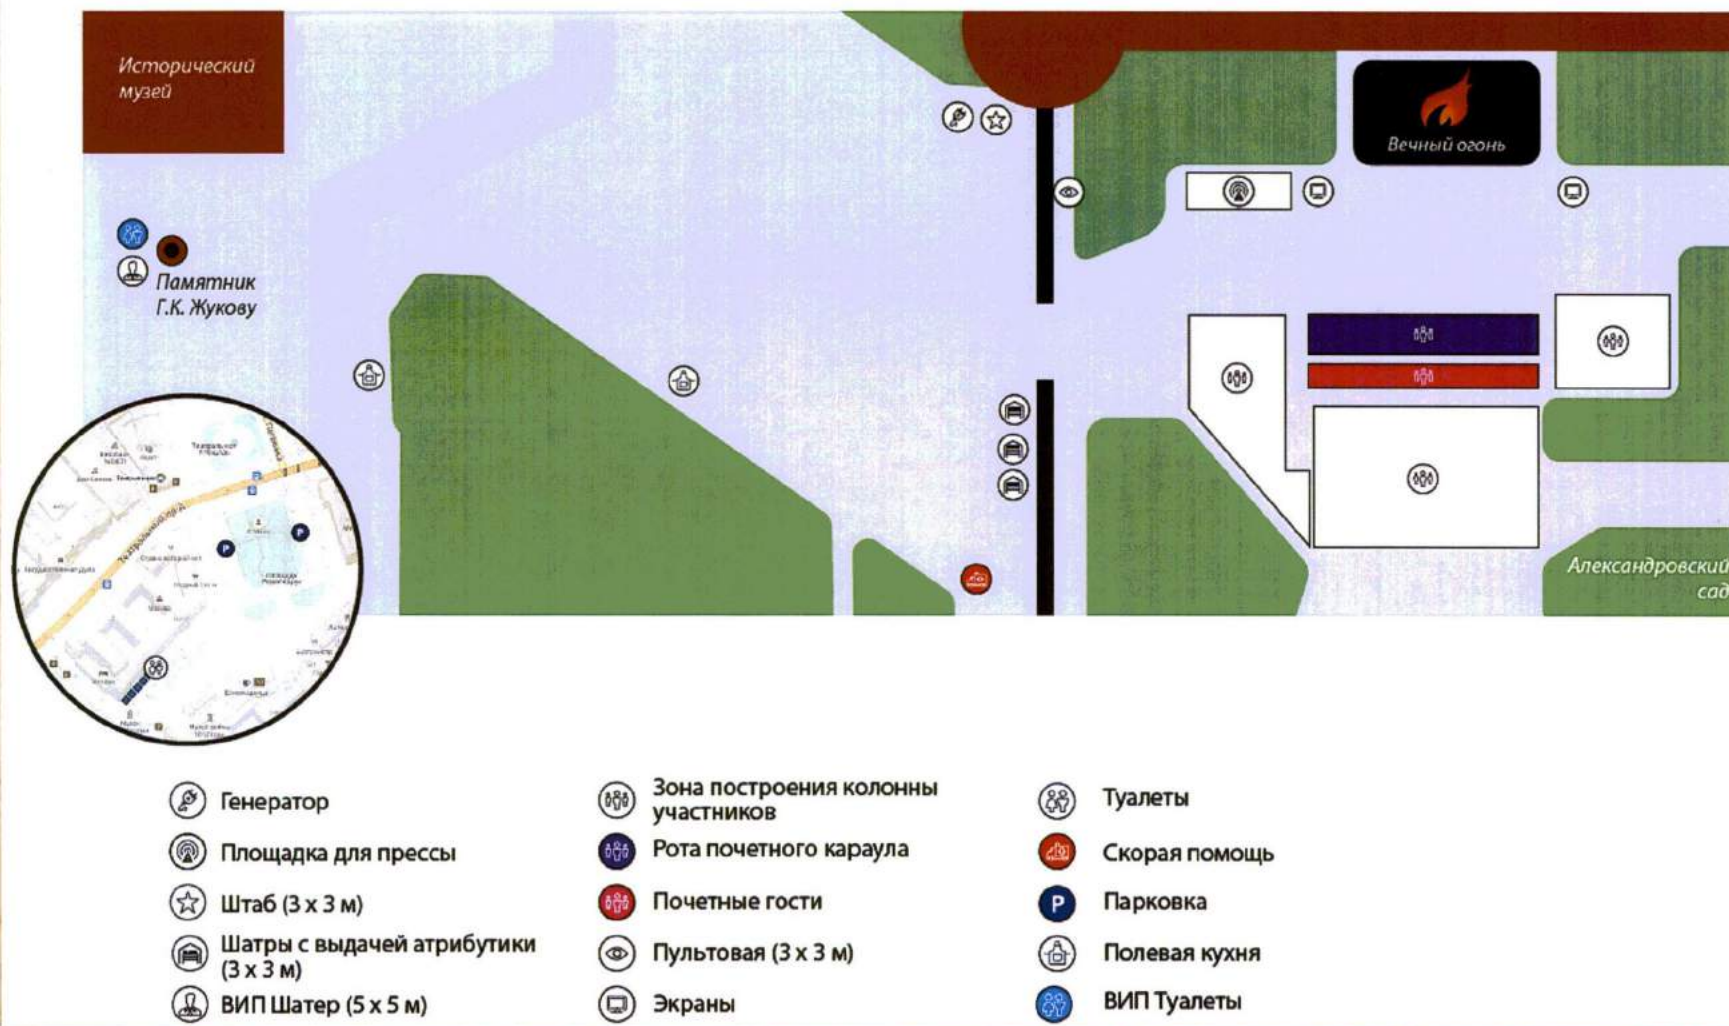 Исторический
музей
Вечный огонь
Памятник
Г.К. Жукову
Александровский
сад
Театральный пр-д
P
P
Генератор
Площадка для прессы
Штаб (3 x 3 м)
Шатры с выдачей атрибутики
(3 x 3 м)
ВИП Шатер (5 x 5 м)
Зона построения колонны
участников
Рота почетного караула
Почетные гости
Пультовая (3 x 3 м)
Экраны
Туалеты
Скорая помощь
P
Парковка
Полевая кухня
ВИП Туалеты